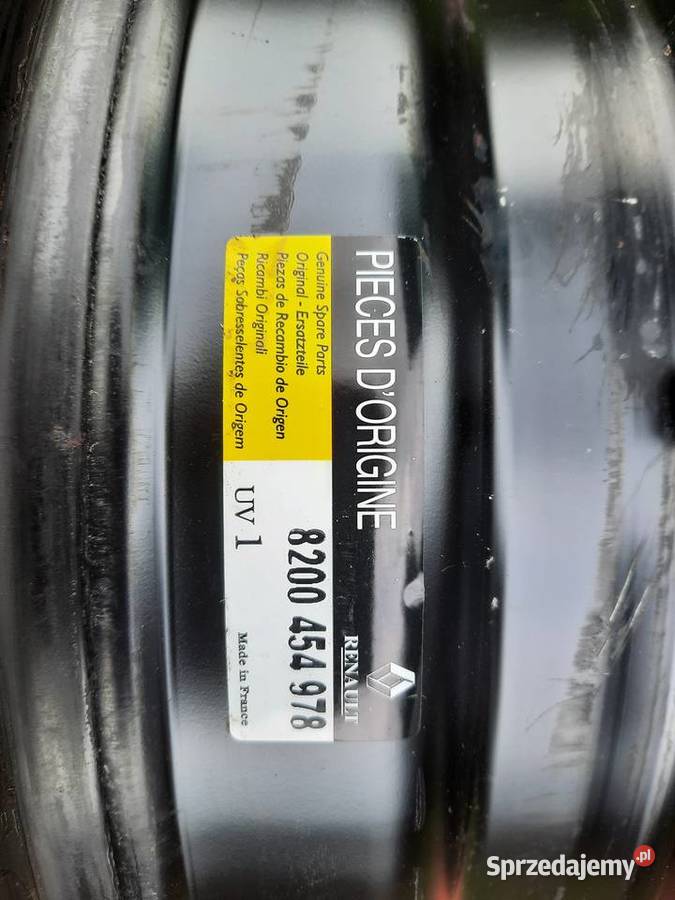 PIECES D'ORIGINE
RENAULT
Genuine Spare Parts
Original - Ersatzteile
Piezas de Recambio de Origen
Ricambi Originali
Peças Sobresselentes de Origem
8200 454 978
UV 1
Made in France
Sprzedajemy.pl